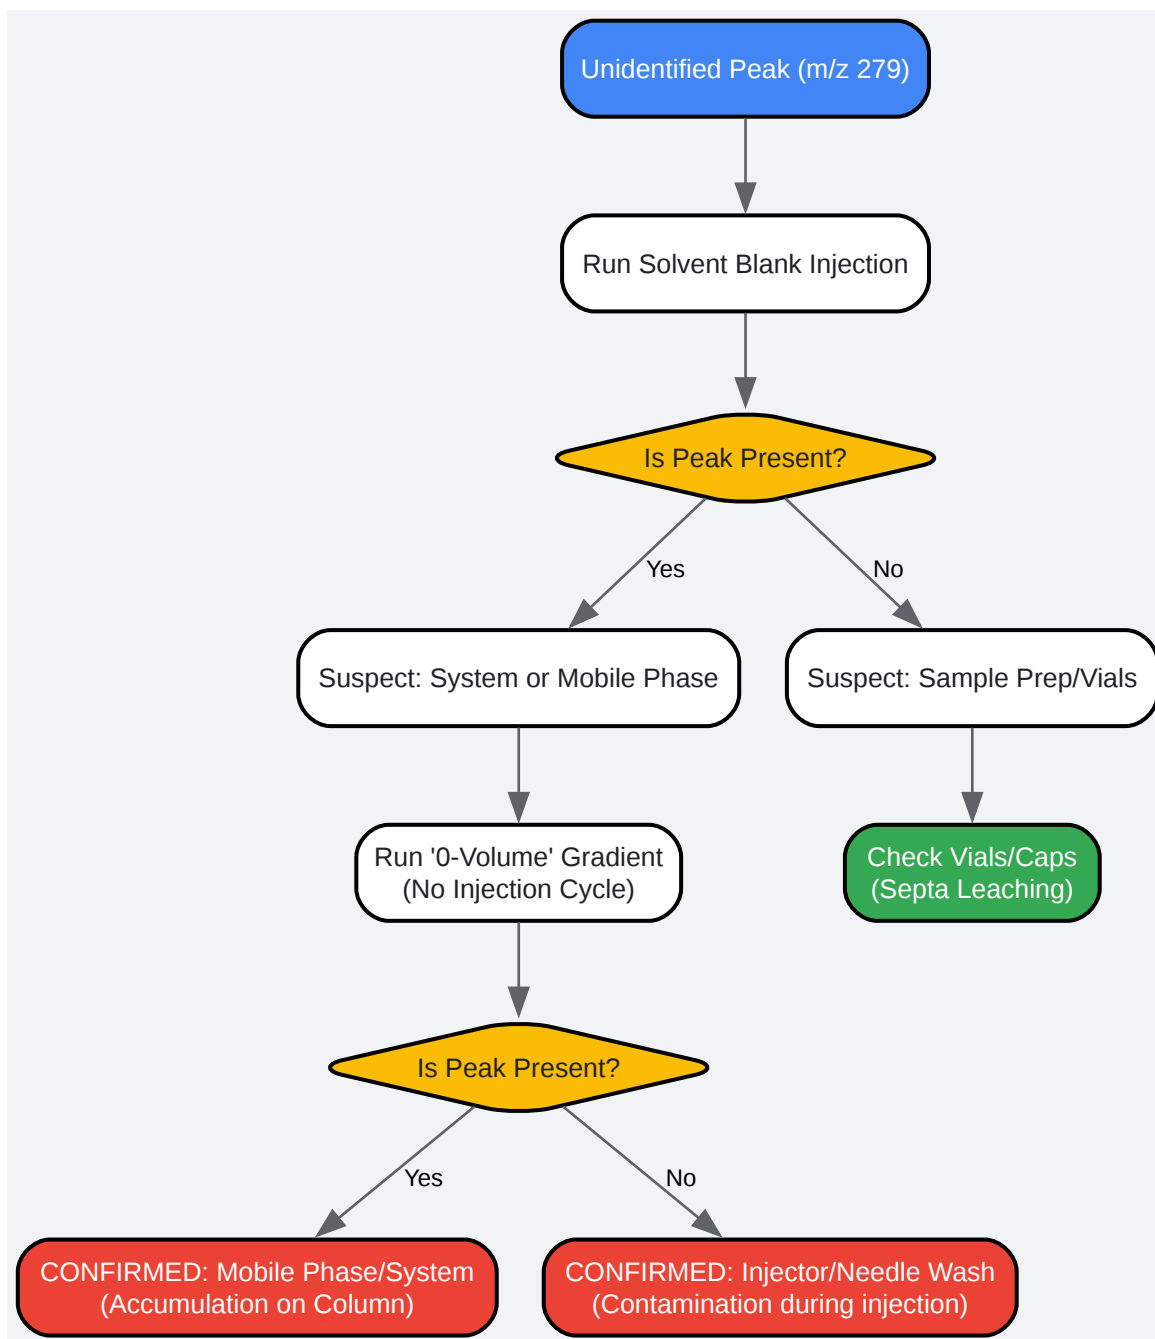 Unidentified Peak (m/z 279)
Run Solvent Blank Injection
Is Peak Present?
Yes
No
Suspect: System or Mobile Phase
Suspect: Sample Prep/Vials
Run '0-Volume' Gradient
(No Injection Cycle)
Check Vials/Caps
(Septa Leaching)
Is Peak Present?
Yes
No
CONFIRMED: Mobile Phase/System
(Accumulation on Column)
CONFIRMED: Injector/Needle Wash
(Contamination during injection)